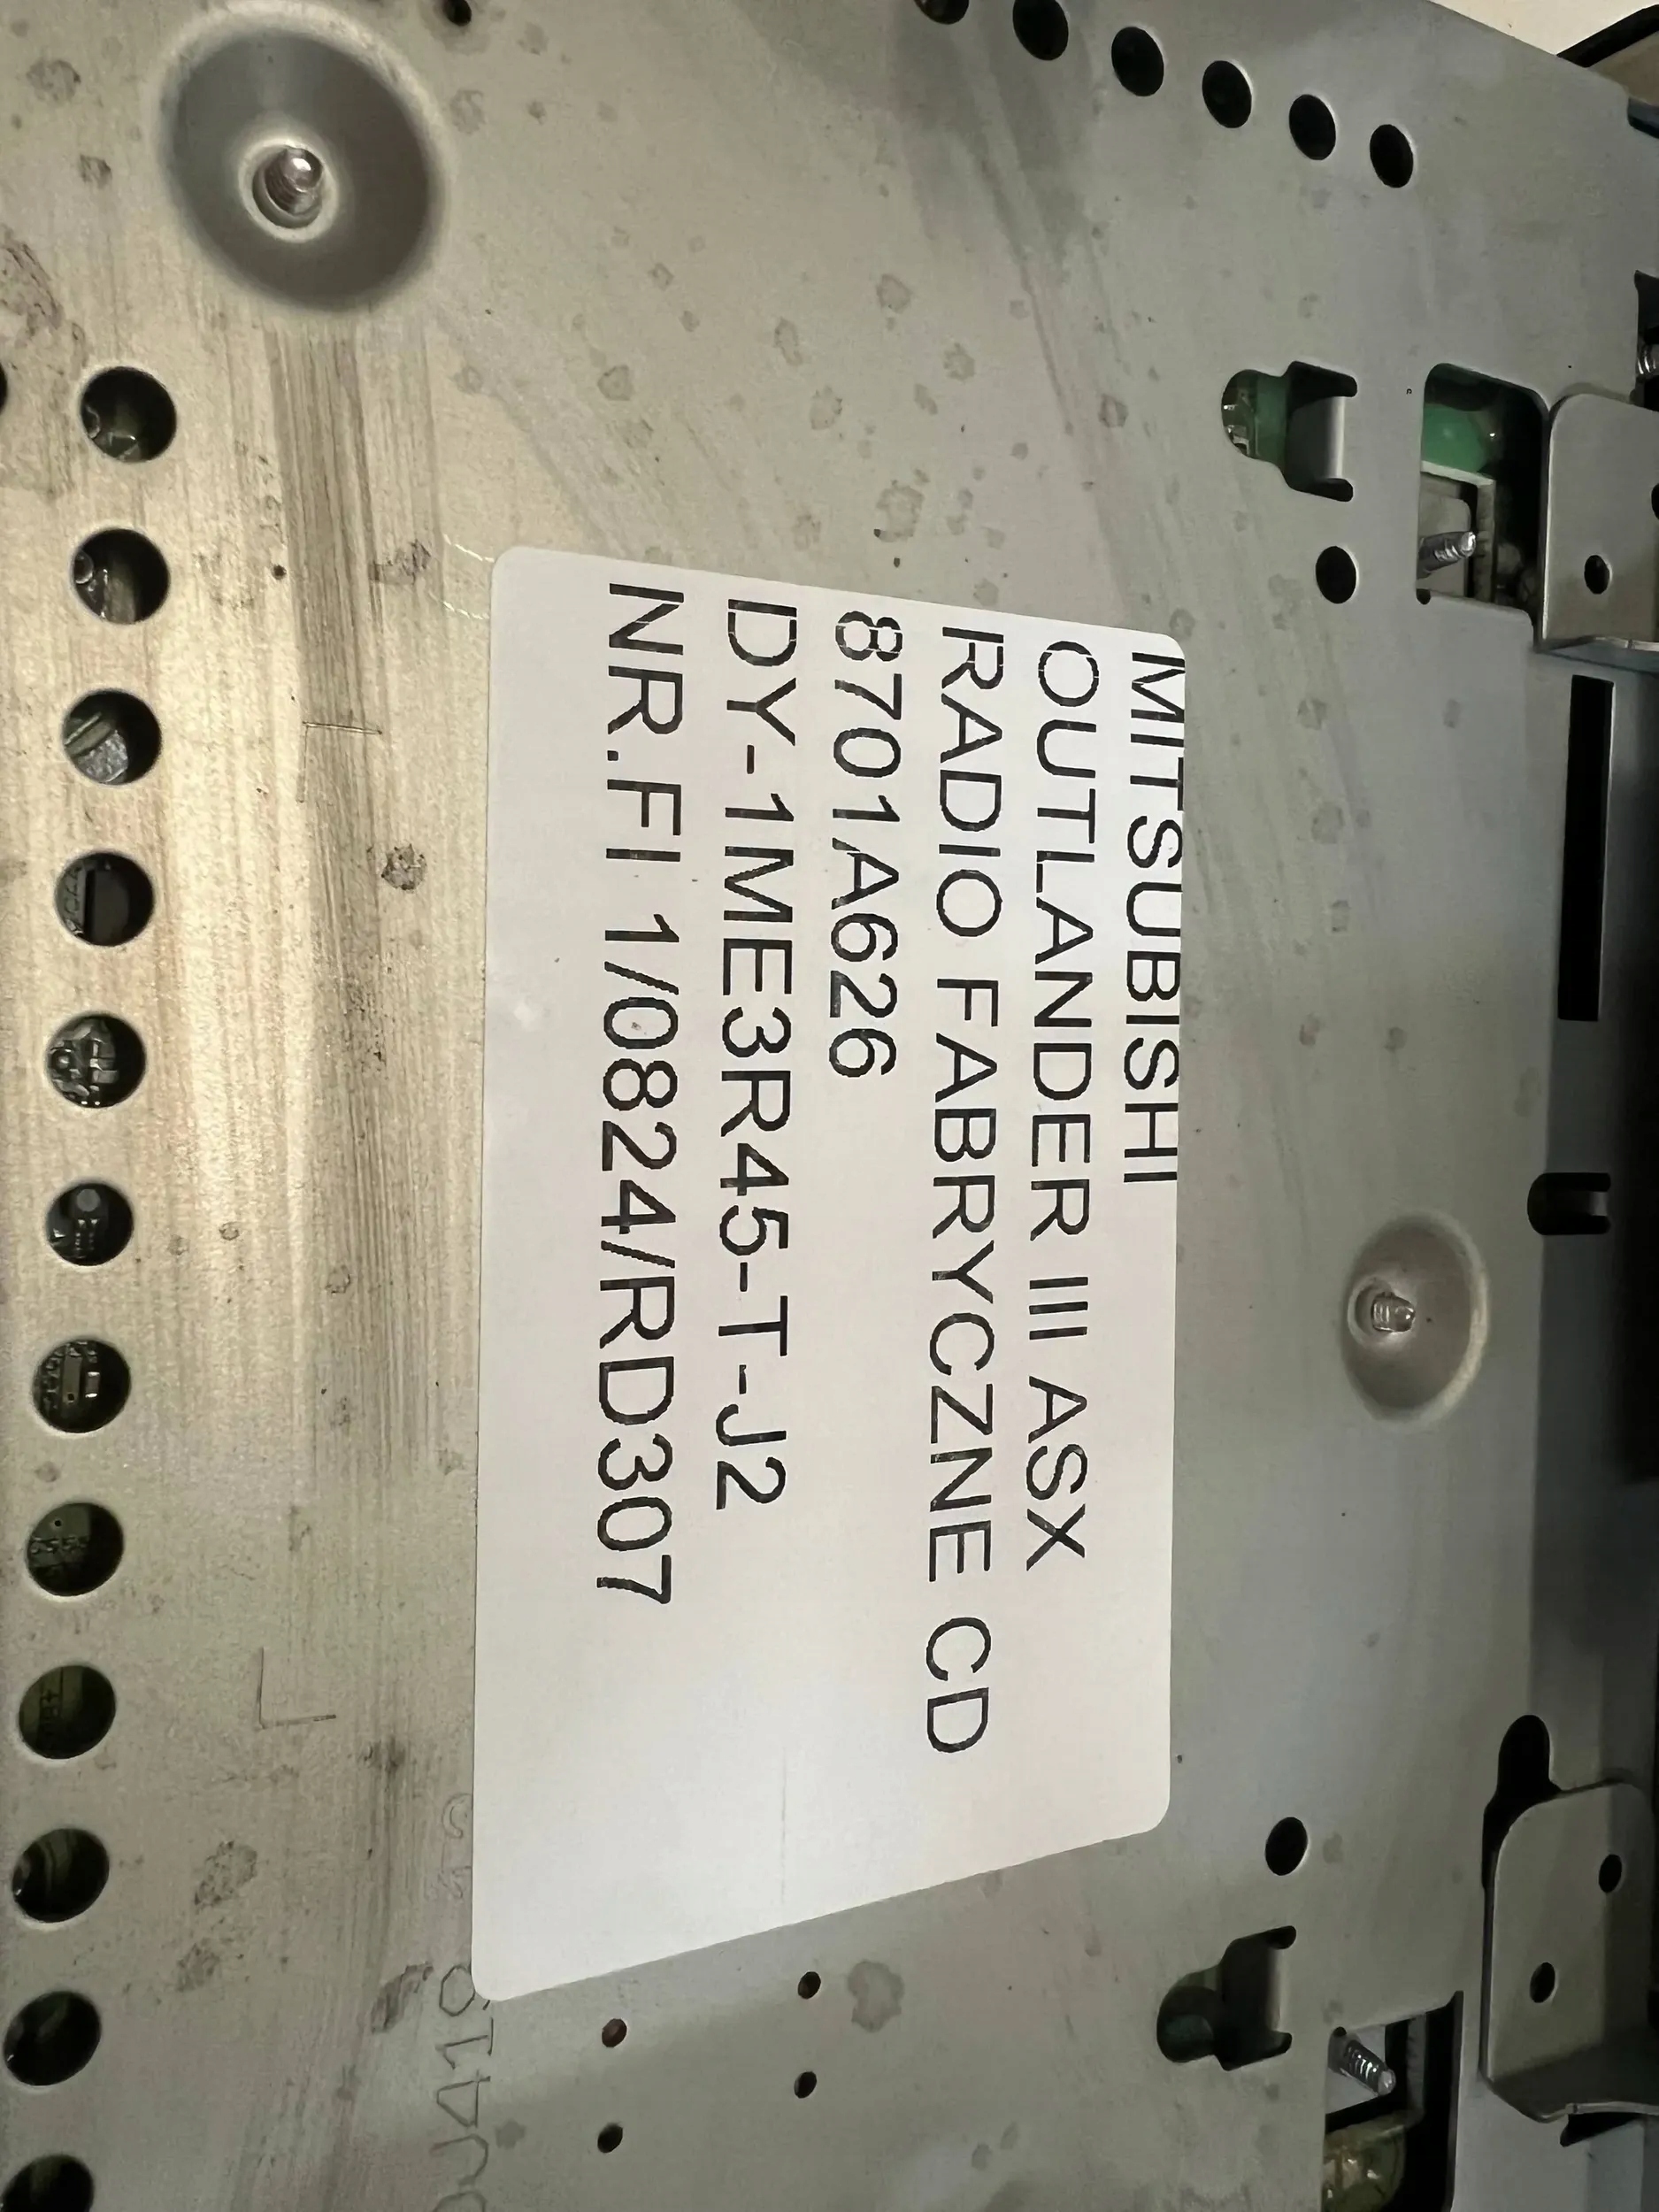 MITSUBISHI
OUTLANDER III ASX
RADIO FABRYCZNE CD
8701A626
DY-1ME3R45-T-J2
NR.FI 1/0824/RD307